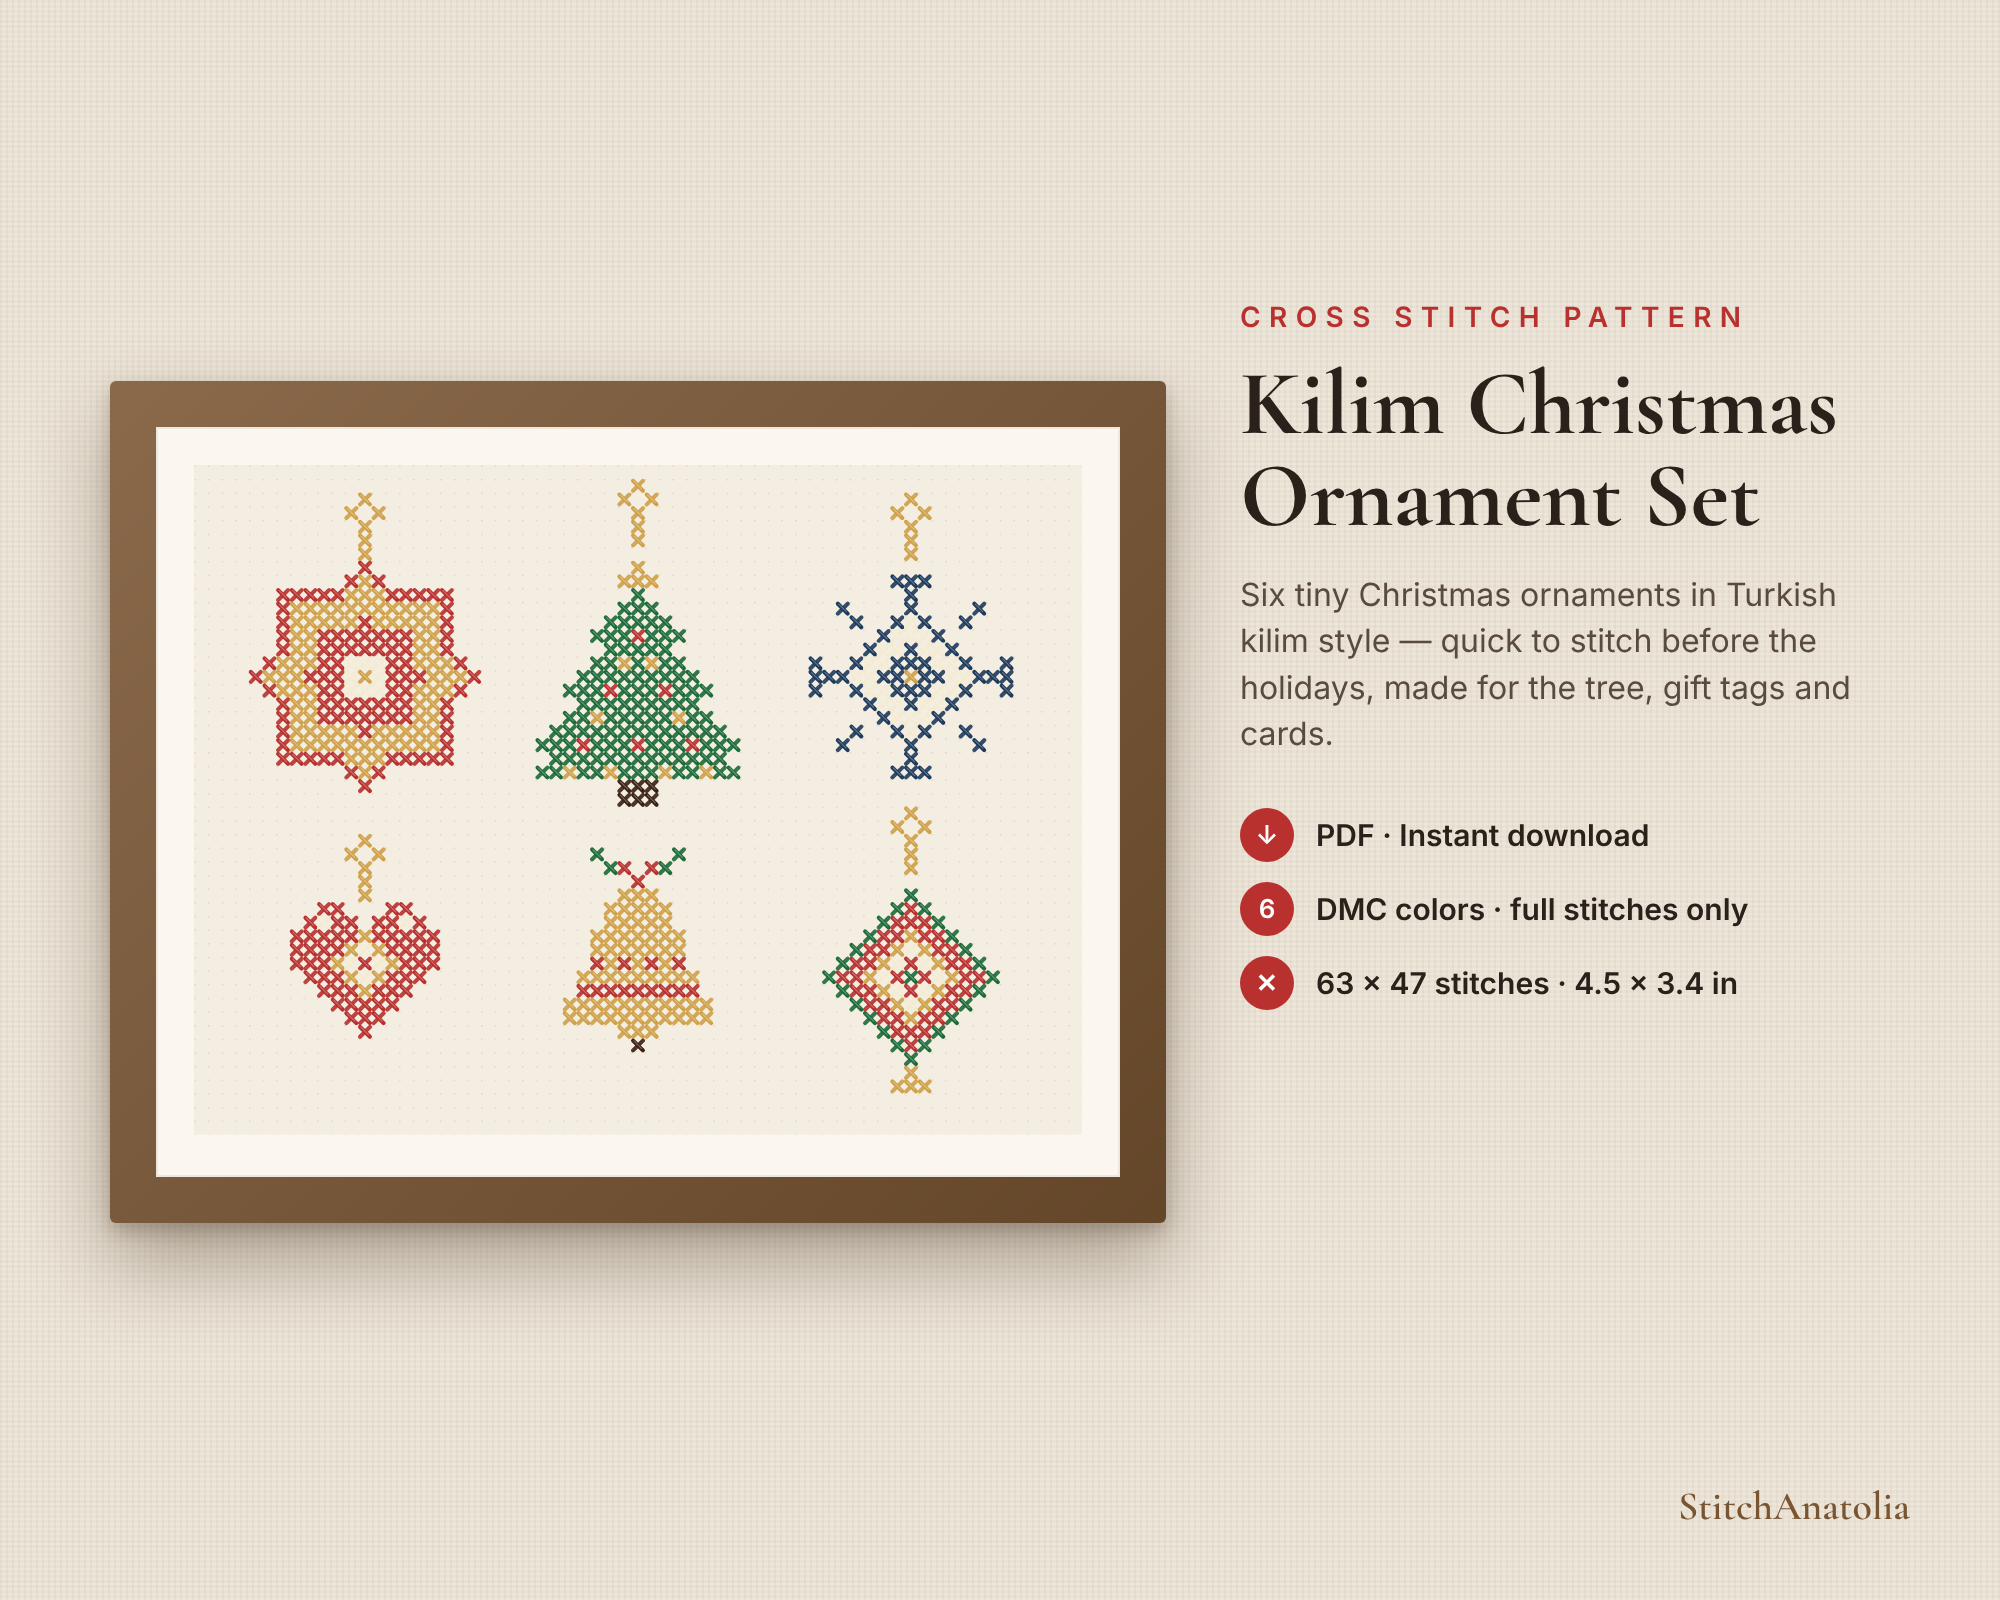 CROSS STITCH PATTERN
Kilim Christmas
Ornament Set
Six tiny Christmas ornaments in Turkish
kilim style — quick to stitch before the
holidays, made for the tree, gift tags and
cards.
↓ PDF · Instant download
6 DMC colors · full stitches only
✕ 63 × 47 stitches · 4.5 × 3.4 in
StitchAnatolia